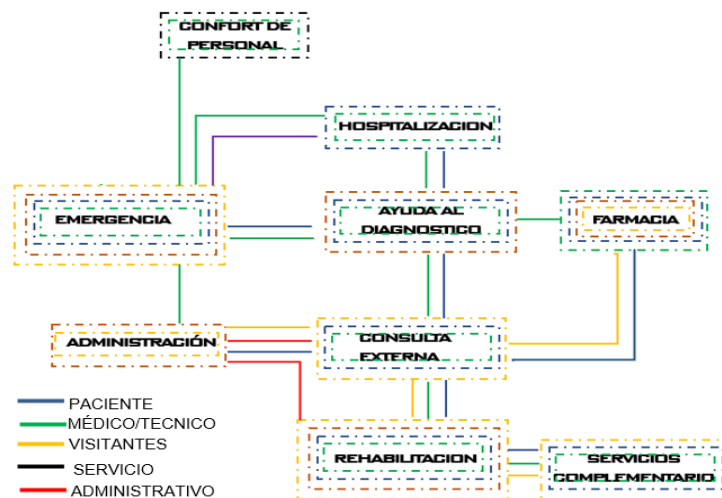 CONFORT DE
PERSONAL
HOSPITALIZACION
EMERGENCIA
AYUDA AL
DIAGNOSTICO
FARMACIA
ADMINISTRACIÓN
CONSULTA
EXTERNA
REHABILITACION
SERVICIOS
COMPLEMENTARIO
PACIENTE
MÉDICO/TECNICO
VISITANTES
SERVICIO
ADMINISTRATIVO